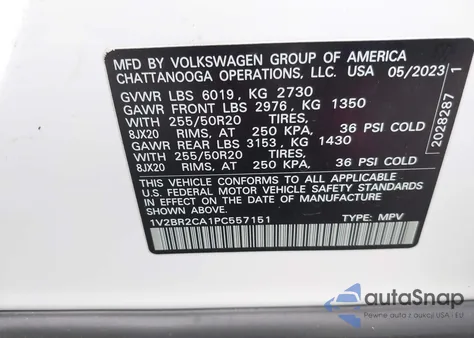 MFD BY VOLKSWAGEN GROUP OF AMERICA
CHATTANOOGA OPERATIONS, LLC. USA 05/2023
GVWR LBS 6019, KG 2730
GAWR FRONT LBS 2976, KG 1350
WITH 255/50R20 TIRES,
8JX20 RIMS, AT 250 KPA, 36 PSI COLD
GAWR REAR LBS 3153, KG 1430
WITH 255/50R20 TIRES,
8JX20 RIMS, AT 250 KPA, 36 PSI COLD
THIS VEHICLE CONFORMS TO ALL APPLICABLE
U.S. FEDERAL MOTOR VEHICLE SAFETY STANDARDS
IN EFFECT ON THE DATE OF MANUFACTURE
SHOWN ABOVE.
1V2BR2CA1PC557151 TYPE: MPV
2028287 1
autoSnap
Pewne auto z USA - EU